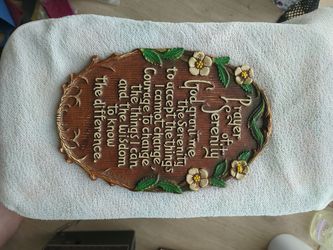 Prayer
of
Serenity
God grant me
the Serenity
to accept the things
I cannot change
Courage to change
the things I can
and the wisdom
to know
the difference